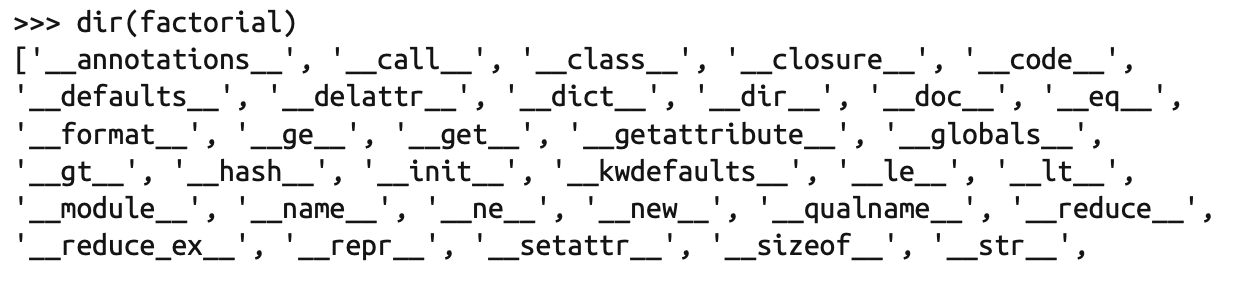 >>> dir(factorial)
['__annotations__', '__call__', '__class__', '__closure__', '__code__',
'__defaults__', '__delattr__', '__dict__', '__dir__', '__doc__', '__eq__',
'__format__', '__ge__', '__get__', '__getattribute__', '__globals__',
'__gt__', '__hash__', '__init__', '__kwdefaults__', '__le__', '__lt__',
'__module__', '__name__', '__ne__', '__new__', '__qualname__', '__reduce__',
'__reduce_ex__', '__repr__', '__setattr__', '__sizeof__', '__str__',